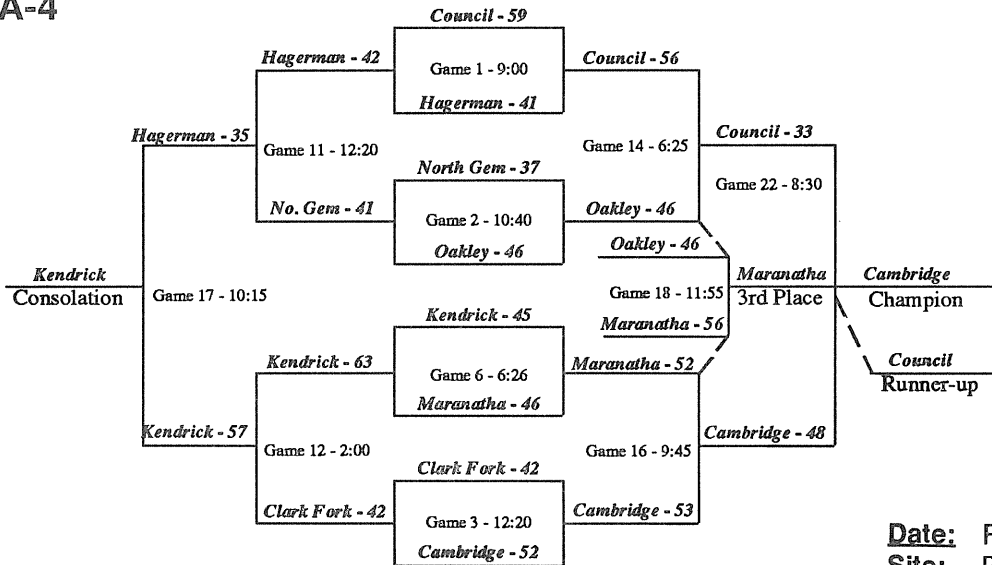 A-4
Council - 59
Hagerman - 42
Game 1 - 9:00
Council - 56
Hagerman - 41
Hagerman - 35
Game 11 - 12:20
Game 14 - 6:25
Council - 33
North Gem - 37
Game 22 - 8:30
No. Gem - 41
Game 2 - 10:40
Oakley - 46
Oakley - 46
Oakley - 46
Kendrick
Consolation
Game 17 - 10:15
Game 18 - 11:55
Maranatha
3rd Place
Cambridge
Champion
Kendrick - 45
Maranatha - 56
Kendrick - 63
Game 6 - 6:26
Maranatha - 52
Council
Runner-up
Maranatha - 46
Kendrick - 57
Game 12 - 2:00
Game 16 - 9:45
Cambridge - 48
Clark Fork - 42
Clark Fork - 42
Game 3 - 12:20
Cambridge - 53
Cambridge - 52
Date:
Site: